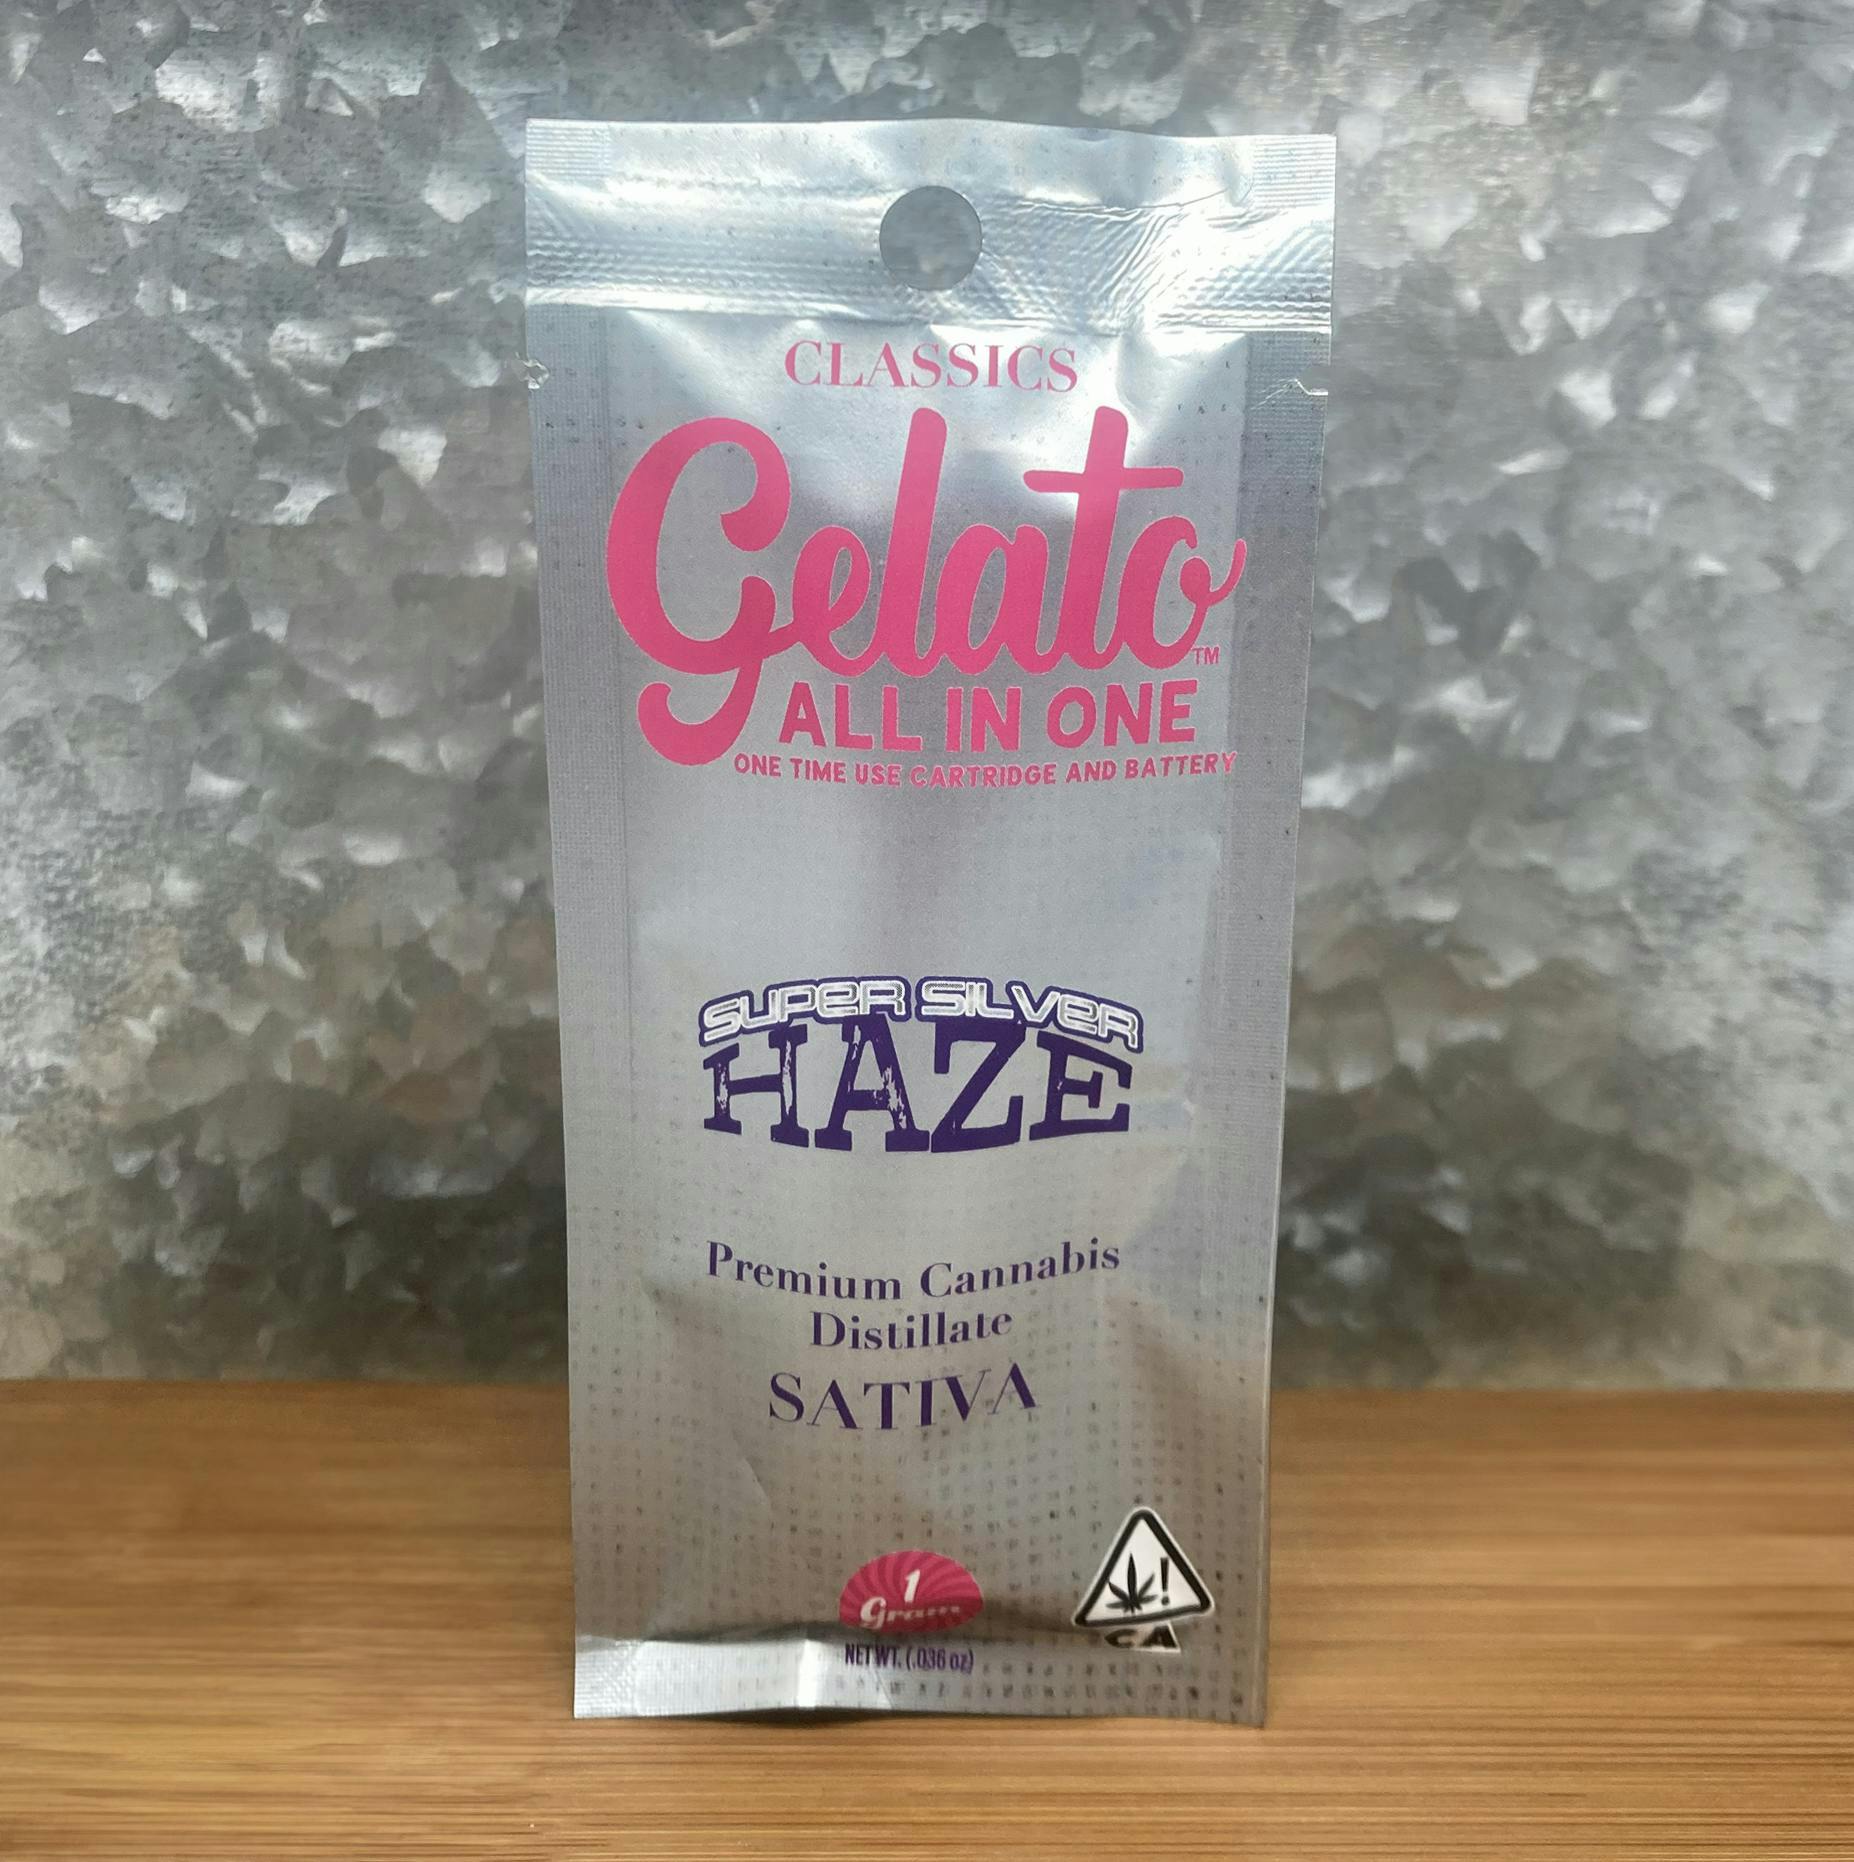 CLASSICS
Gelato™
ALL IN ONE
ONE TIME USE CARTRIDGE AND BATTERY
SUPER SILVER
HAZE
Premium Cannabis
Distillate
SATIVA
1
Gram
!
CA
NET WT. (.036 oz)